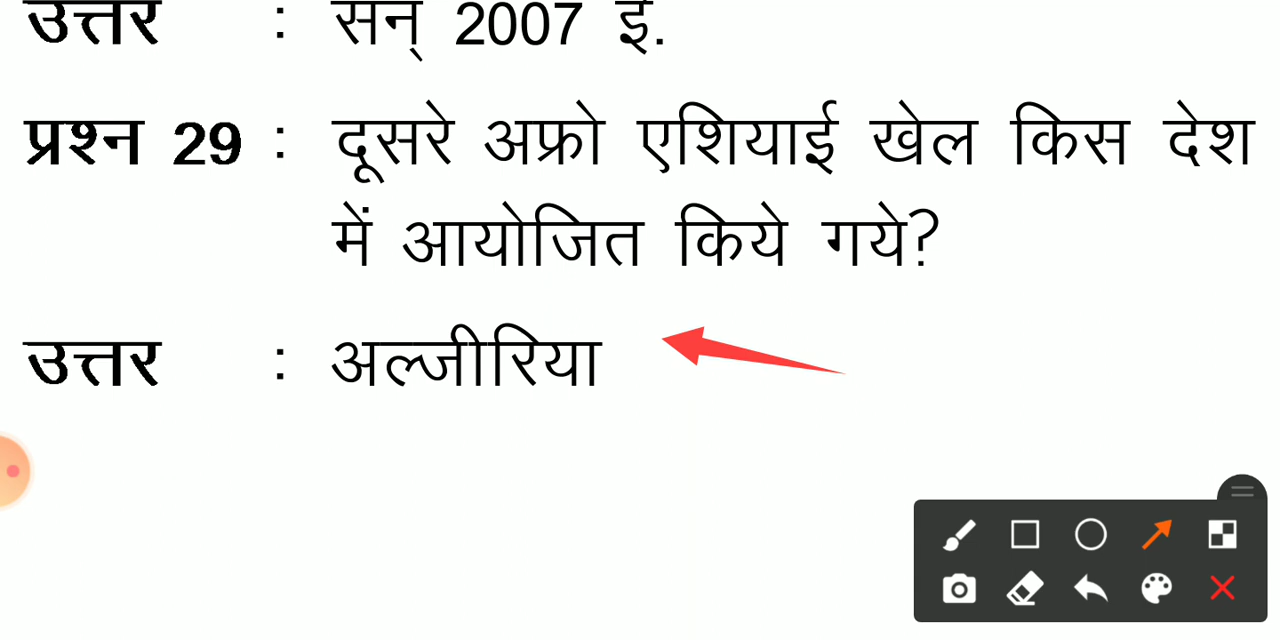 उत्तर : सन् 2007 ई.
प्रश्न 29 : दूसरे अफ्रो एशियाई खेल किस देश
में आयोजित किये गये?
उत्तर : अल्जीरिया